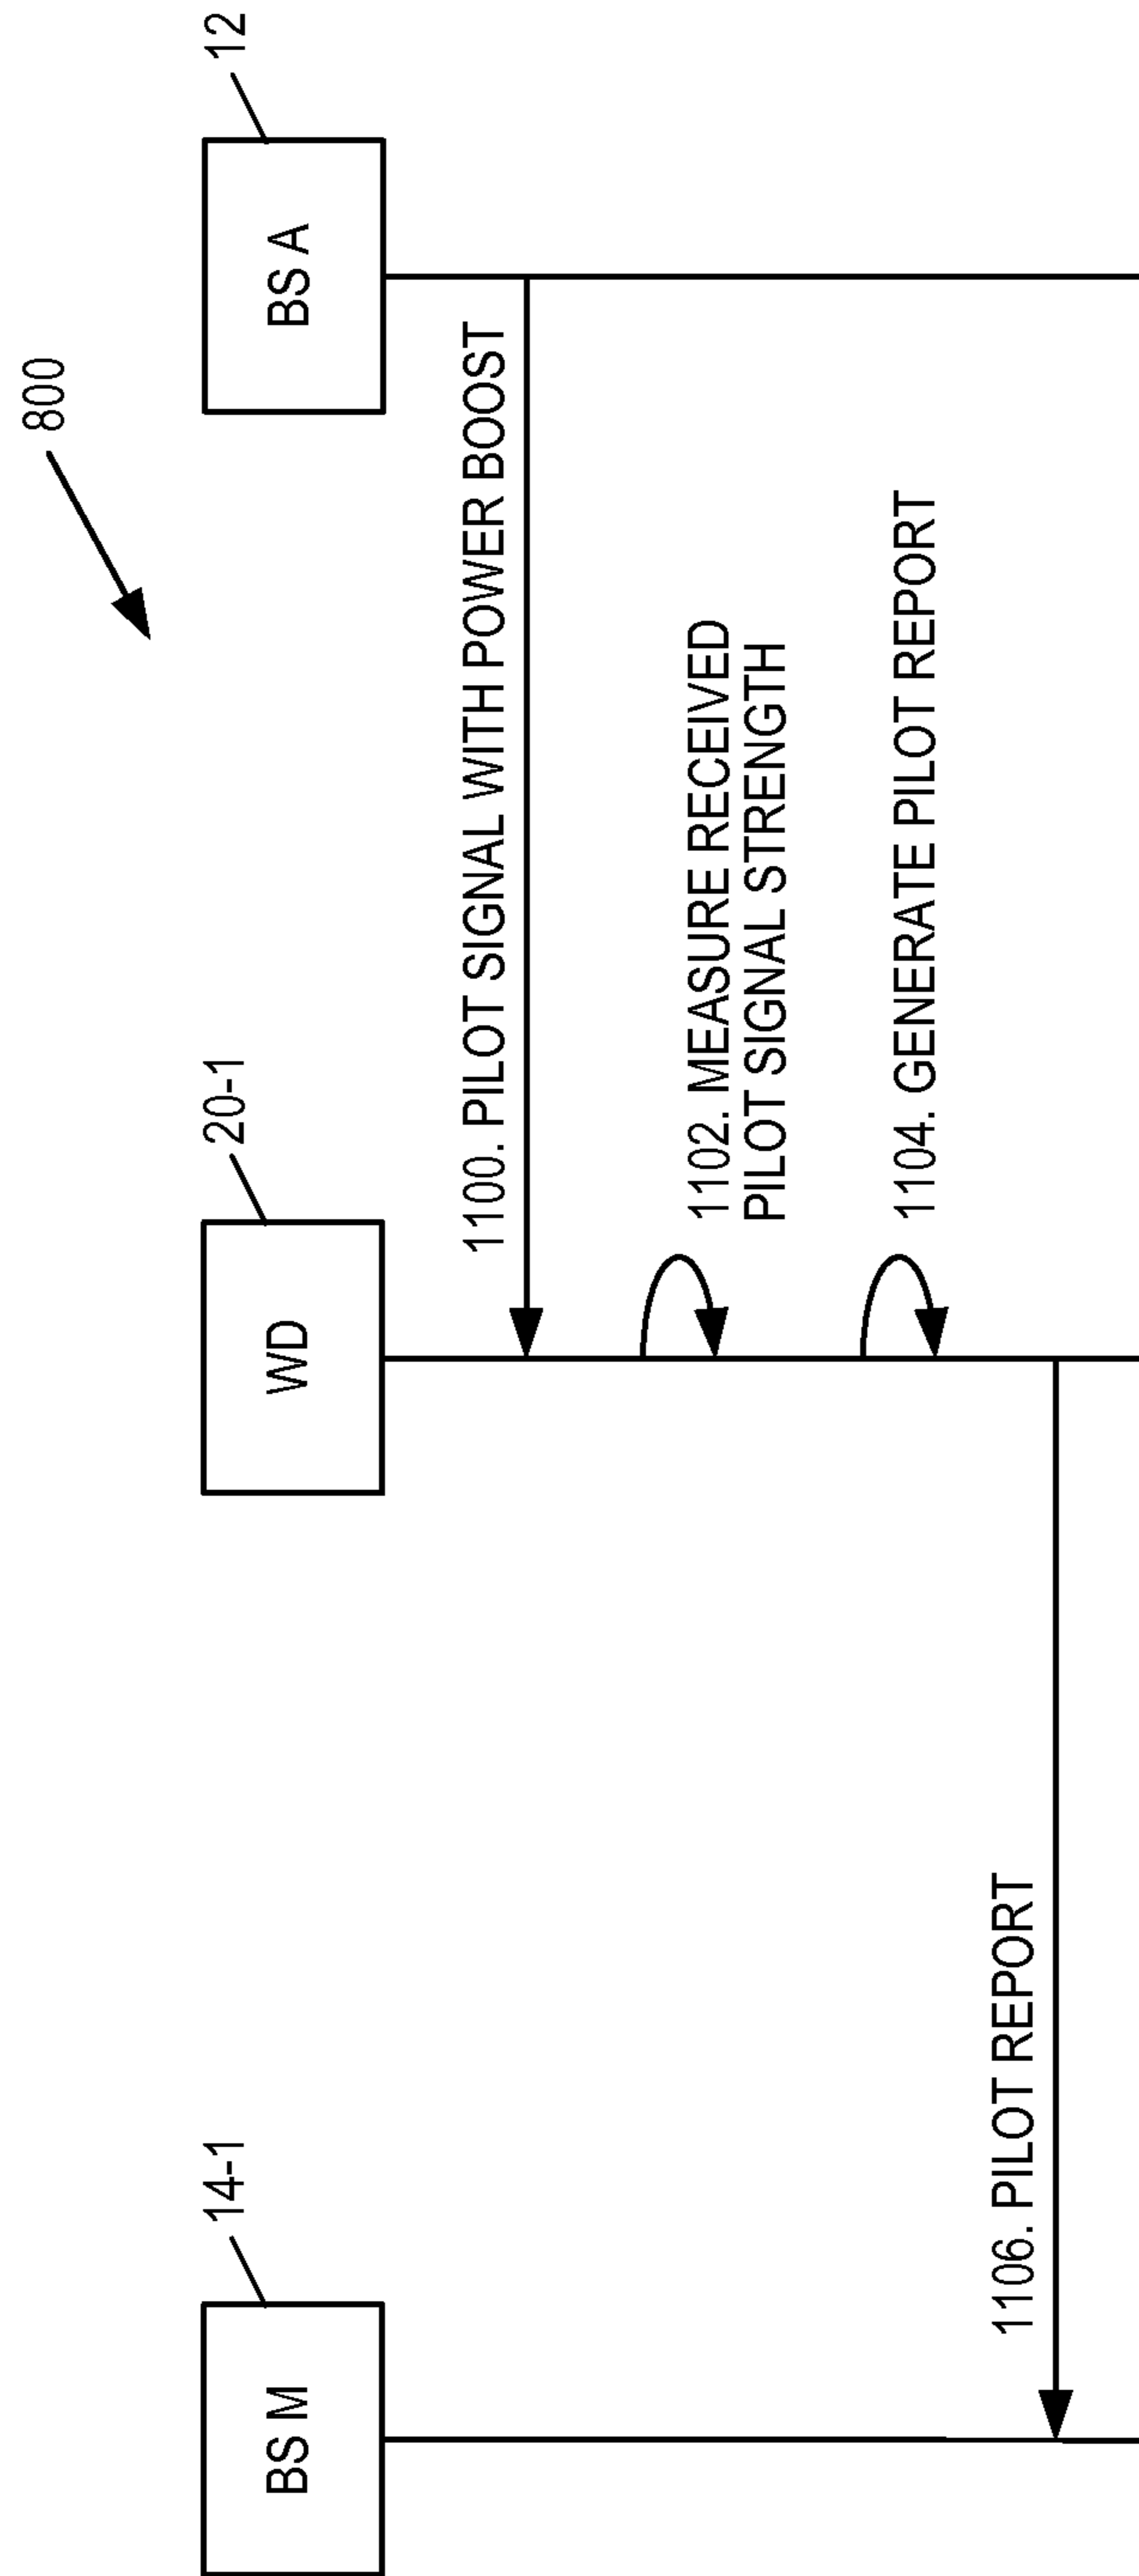 800
14-1
20-1
12
BS M
WD
BS A
1100. PILOT SIGNAL WITH POWER BOOST
1102. MEASURE RECEIVED
PILOT SIGNAL STRENGTH
1104. GENERATE PILOT REPORT
1106. PILOT REPORT